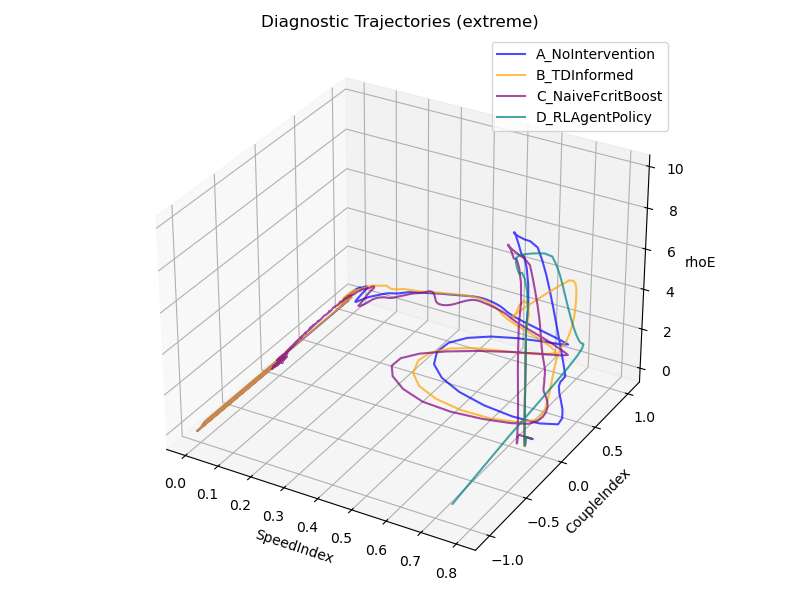 Diagnostic Trajectories (extreme)
A_NoIntervention
B_TDInformed
C_NaiveFcritBoost
D_RLAgentPolicy
10
8
6
rhoE
4
2
0
1.0
0.5
0.0
−0.5
−1.0
CoupleIndex
0.0
0.1
0.2
0.3
0.4
0.5
0.6
0.7
0.8
SpeedIndex